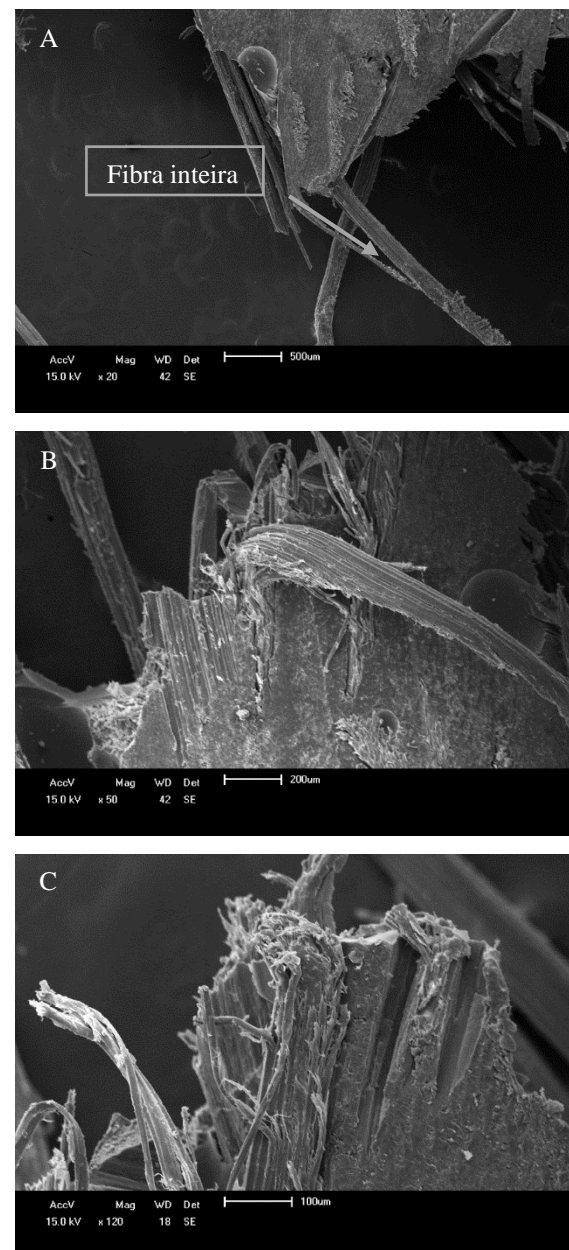 A
Fibra inteira
AccV Mag WD Det 500um
15.0 kV x 20 42 SE
B
AccV Mag WD Det 200um
15.0 kV x 50 42 SE
C
AccV Mag WD Det 100um
15.0 kV x 120 18 SE